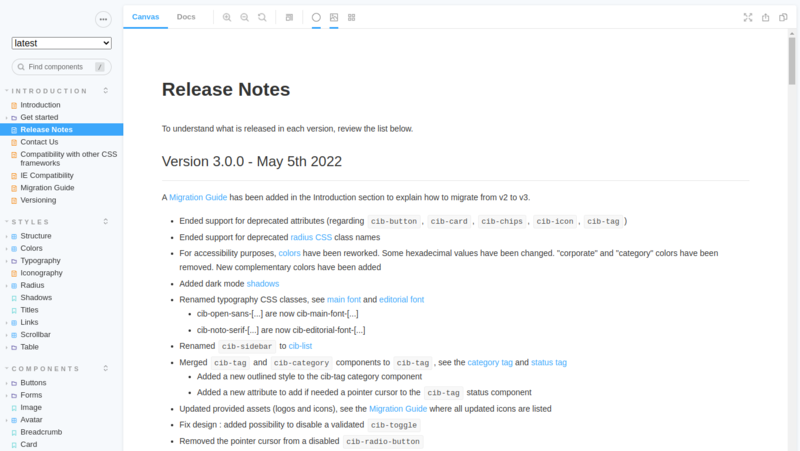 Canvas Docs
latest
Find components /
INTRODUCTION
Introduction
Get started
Release Notes
Contact Us
Compatibility with other CSS
frameworks
IE Compatibility
Migration Guide
Versioning
STYLES
Structure
Colors
Typography
Iconography
Radius
Shadows
Titles
Links
Scrollbar
Table
COMPONENTS
Buttons
Forms
Image
Avatar
Breadcrumb
Card
Release Notes
To understand what is released in each version, review the list below.
Version 3.0.0 - May 5th 2022
A Migration Guide has been added in the Introduction section to explain how to migrate from v2 to v3.
Ended support for deprecated attributes (regarding cib-button , cib-card , cib-chips , cib-icon , cib-tag )
Ended support for deprecated radius CSS class names
For accessibility purposes, colors have been reworked. Some hexadecimal values have been changed. "corporate" and "category" colors have been
removed. New complementary colors have been added
Added dark mode shadows
Renamed typography CSS classes, see main font and editorial font
cib-open-sans-[...] are now cib-main-font-[...]
cib-noto-serif-[...] are now cib-editorial-font-[...]
Renamed cib-sidebar to cib-list
Merged cib-tag and cib-category components to cib-tag , see the category tag and status tag
Added a new outlined style to the cib-tag category component
Added a new attribute to add if needed a pointer cursor to the cib-tag status component
Updated provided assets (logos and icons), see the Migration Guide where all updated icons are listed
Fix design : added possibility to disable a validated cib-toggle
Removed the pointer cursor from a disabled cib-radio-button